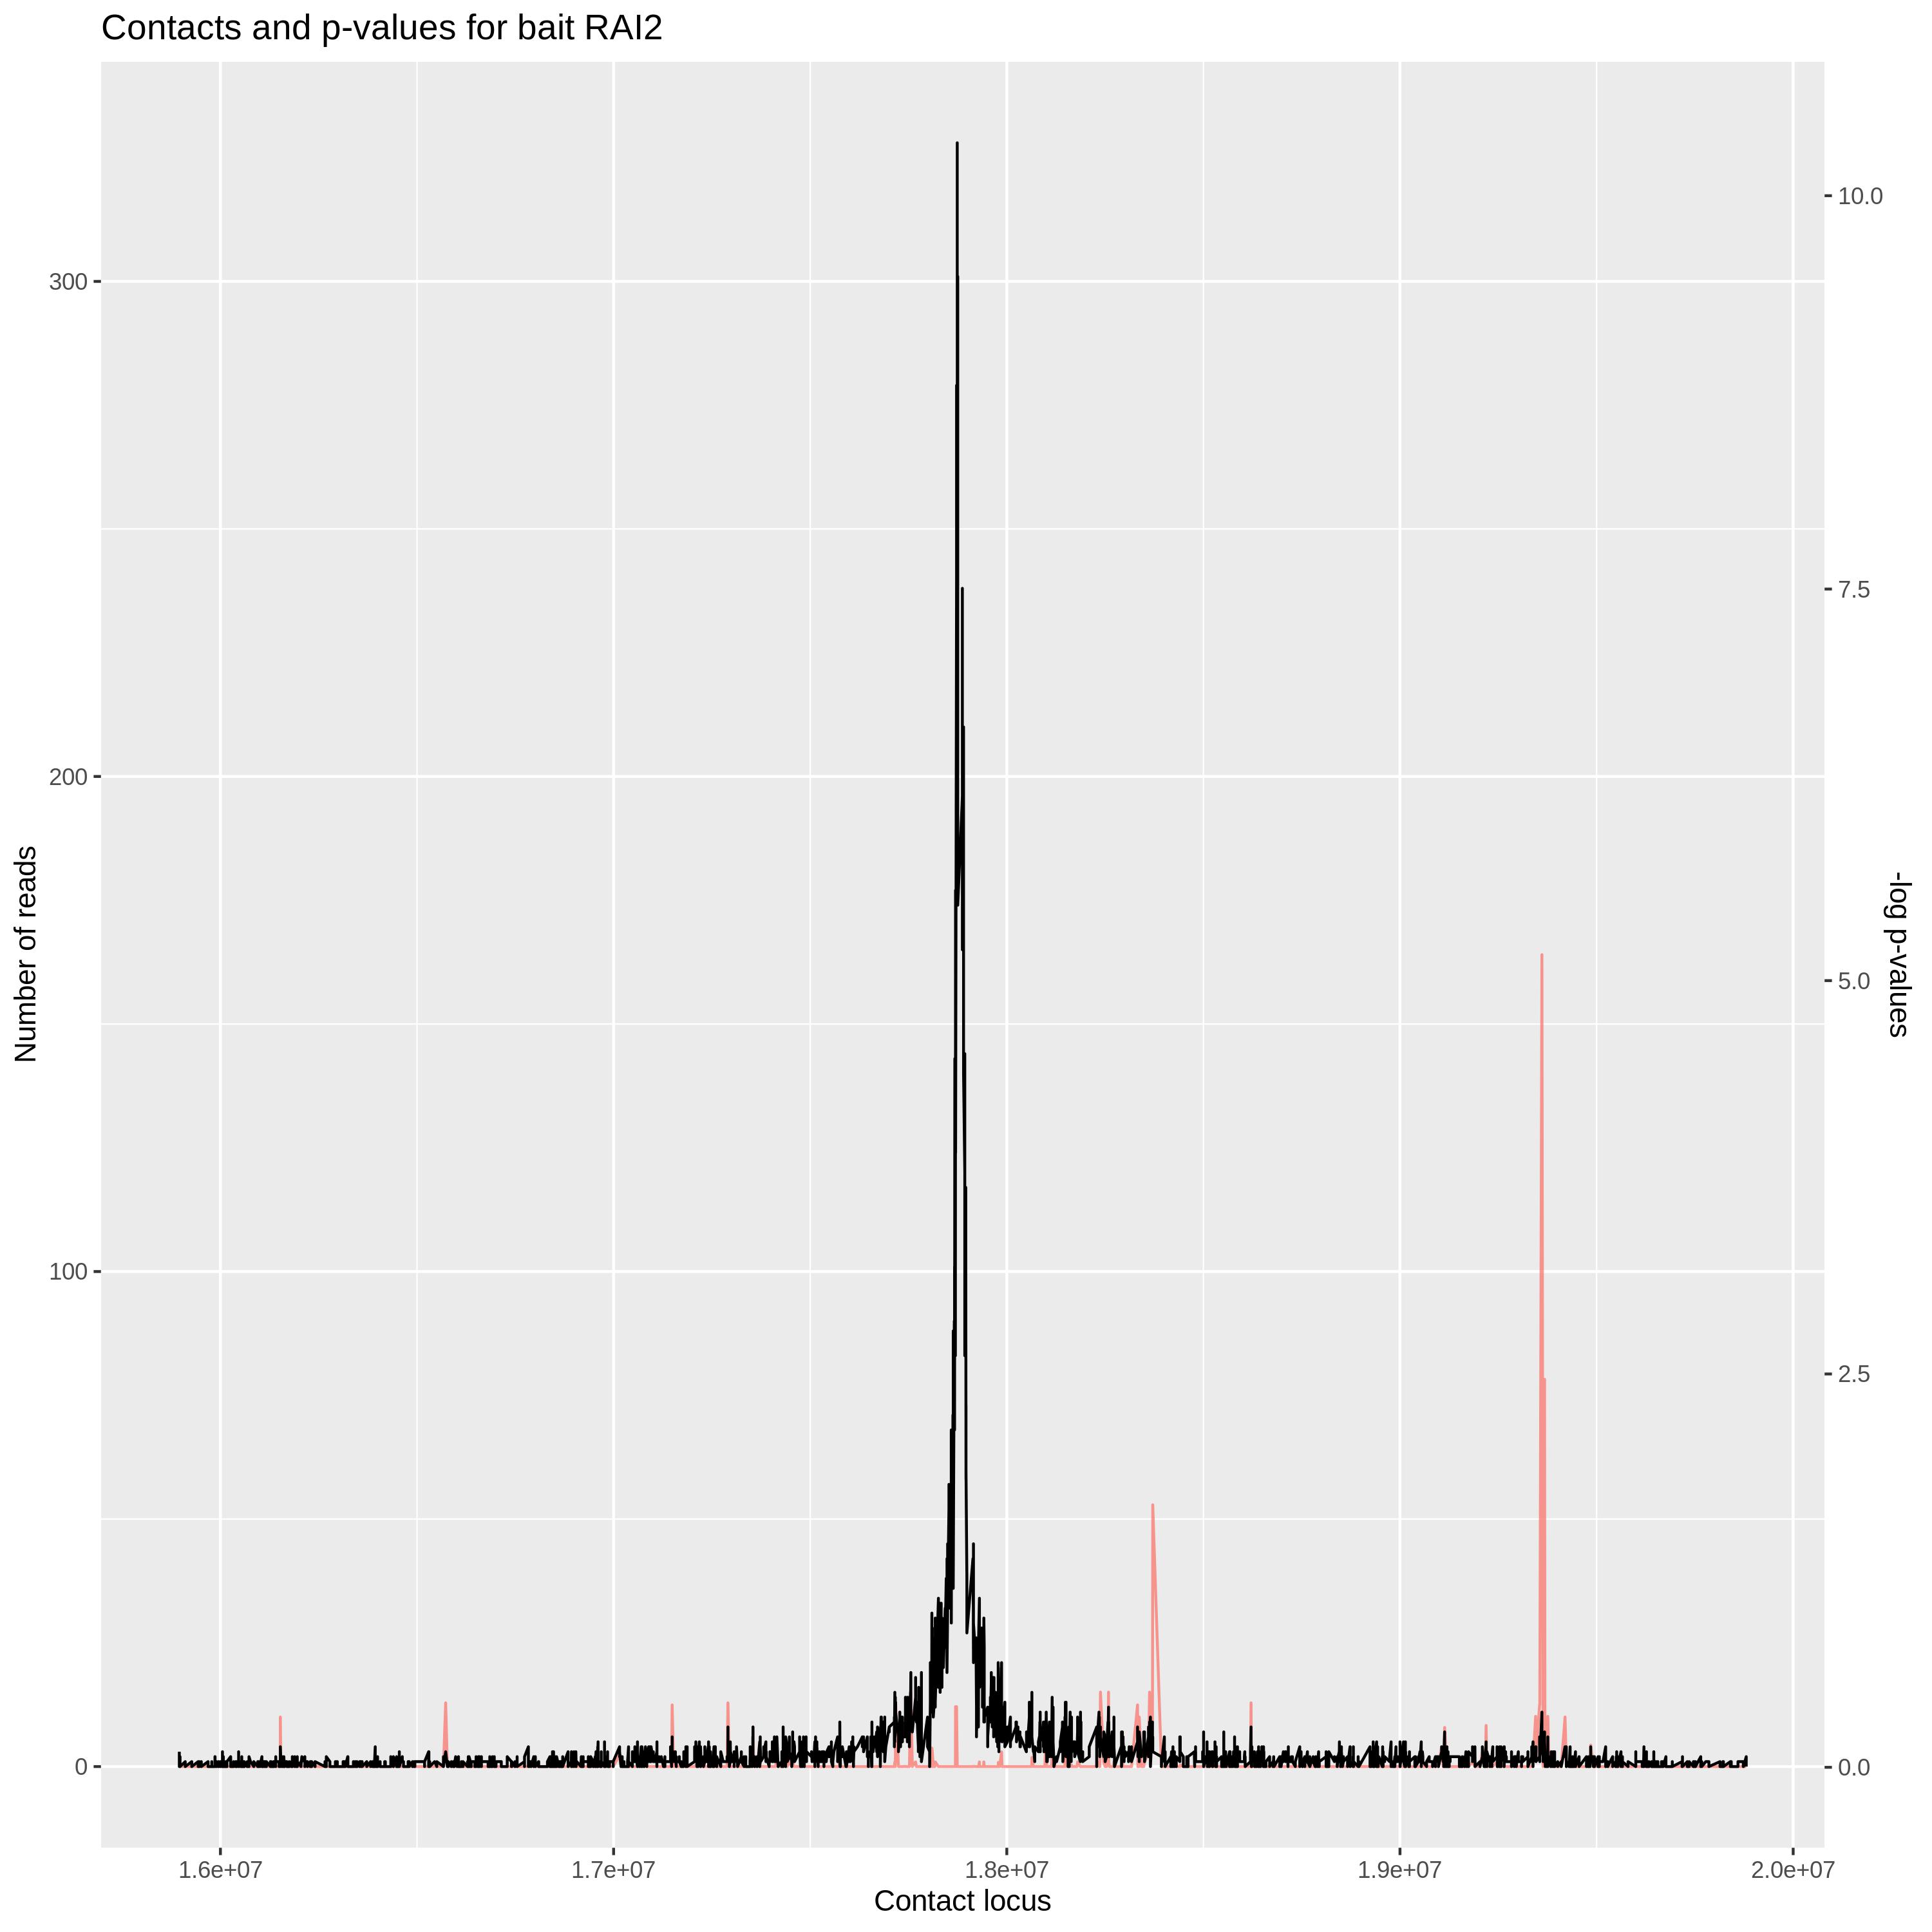 Contacts and p-values for bait RAI2
10.0
300
7.5
200
Number of reads
-log p-values
5.0
2.5
100
0
0.0
1.6e+07
1.7e+07
1.8e+07
1.9e+07
2.0e+07
Contact locus